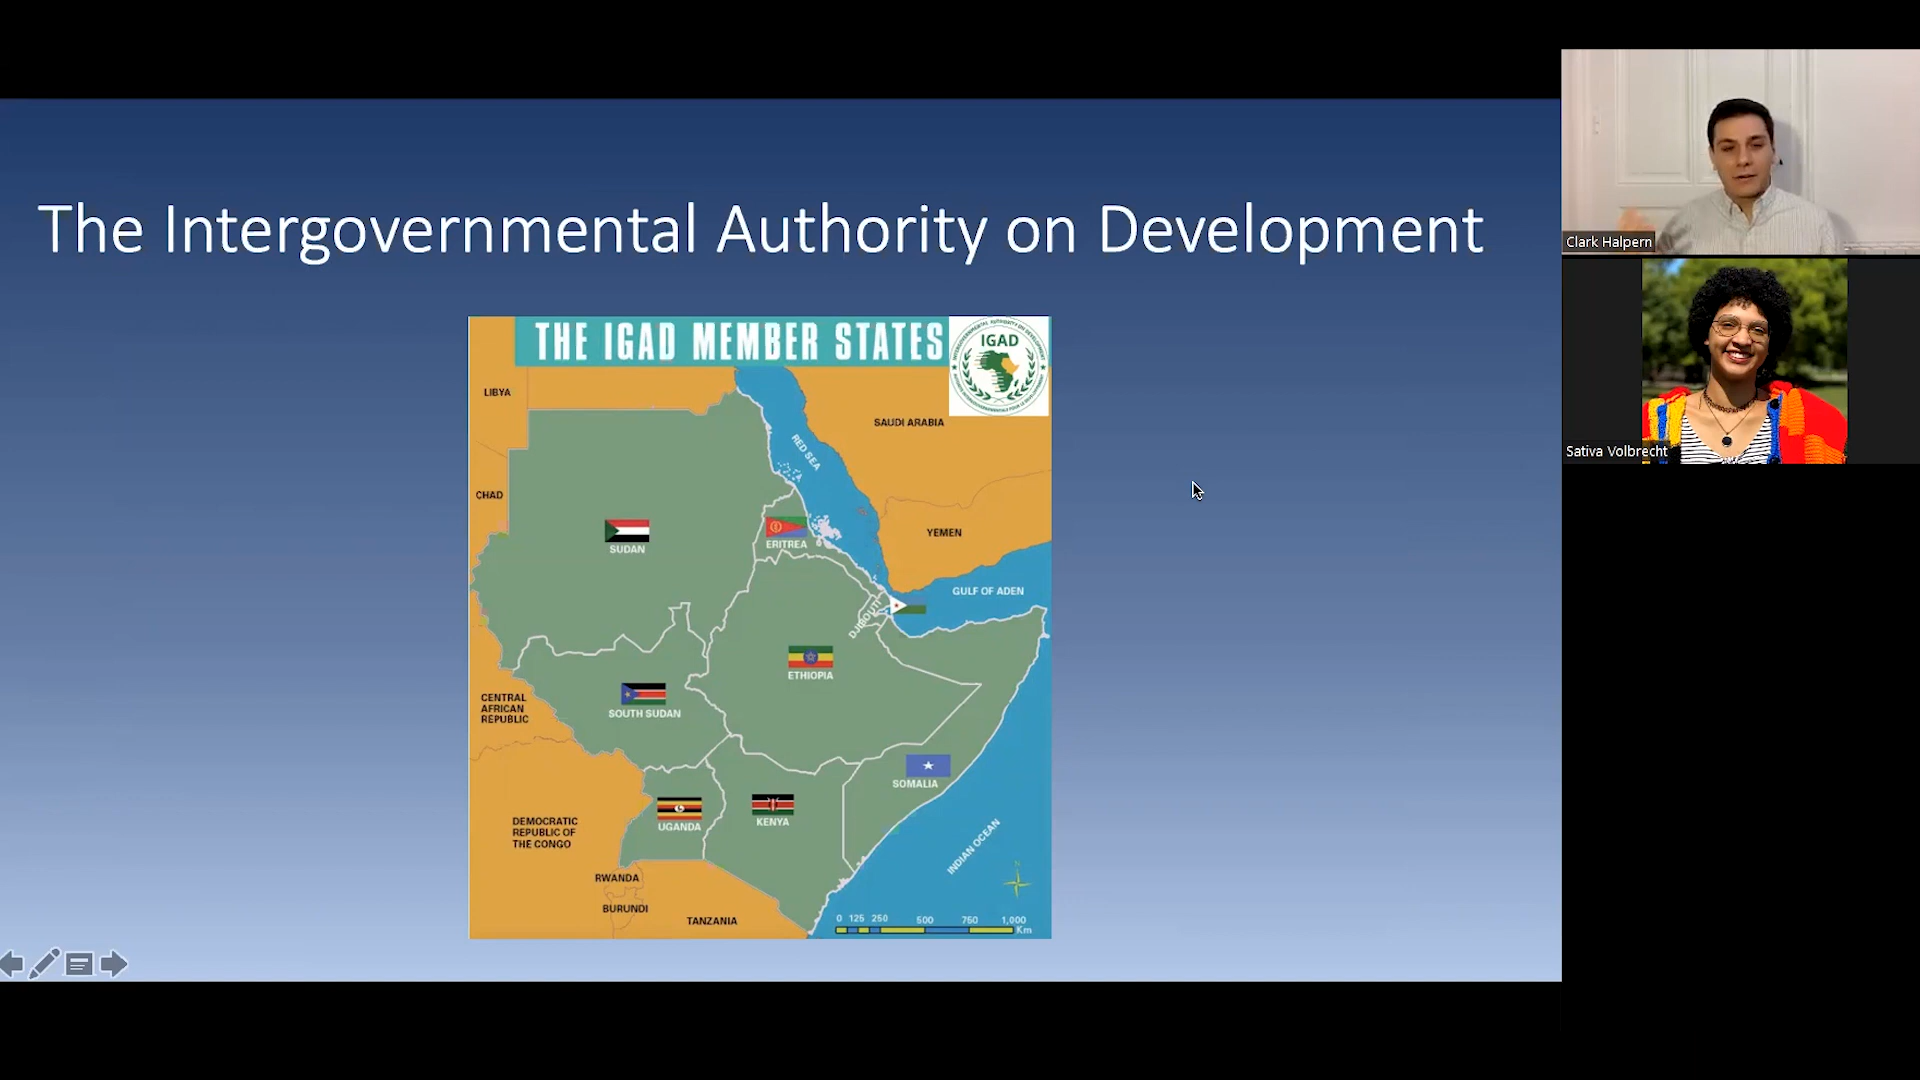 The Intergovernmental Authority on Development
THE IGAD MEMBER STATES
IGAD
LIBYA
SAUDI ARABIA
RED SEA
CHAD
SUDAN
ERITREA
YEMEN
GULF OF ADEN
DJIBOUTI
ETHIOPIA
CENTRAL
AFRICAN
REPUBLIC
SOUTH SUDAN
SOMALIA
UGANDA
KENYA
DEMOCRATIC
REPUBLIC OF
THE CONGO
INDIAN OCEAN
N
RWANDA
BURUNDI
TANZANIA
0 125 250 500 750 1,000
Km
Clark Halpern
Sativa Volbrecht